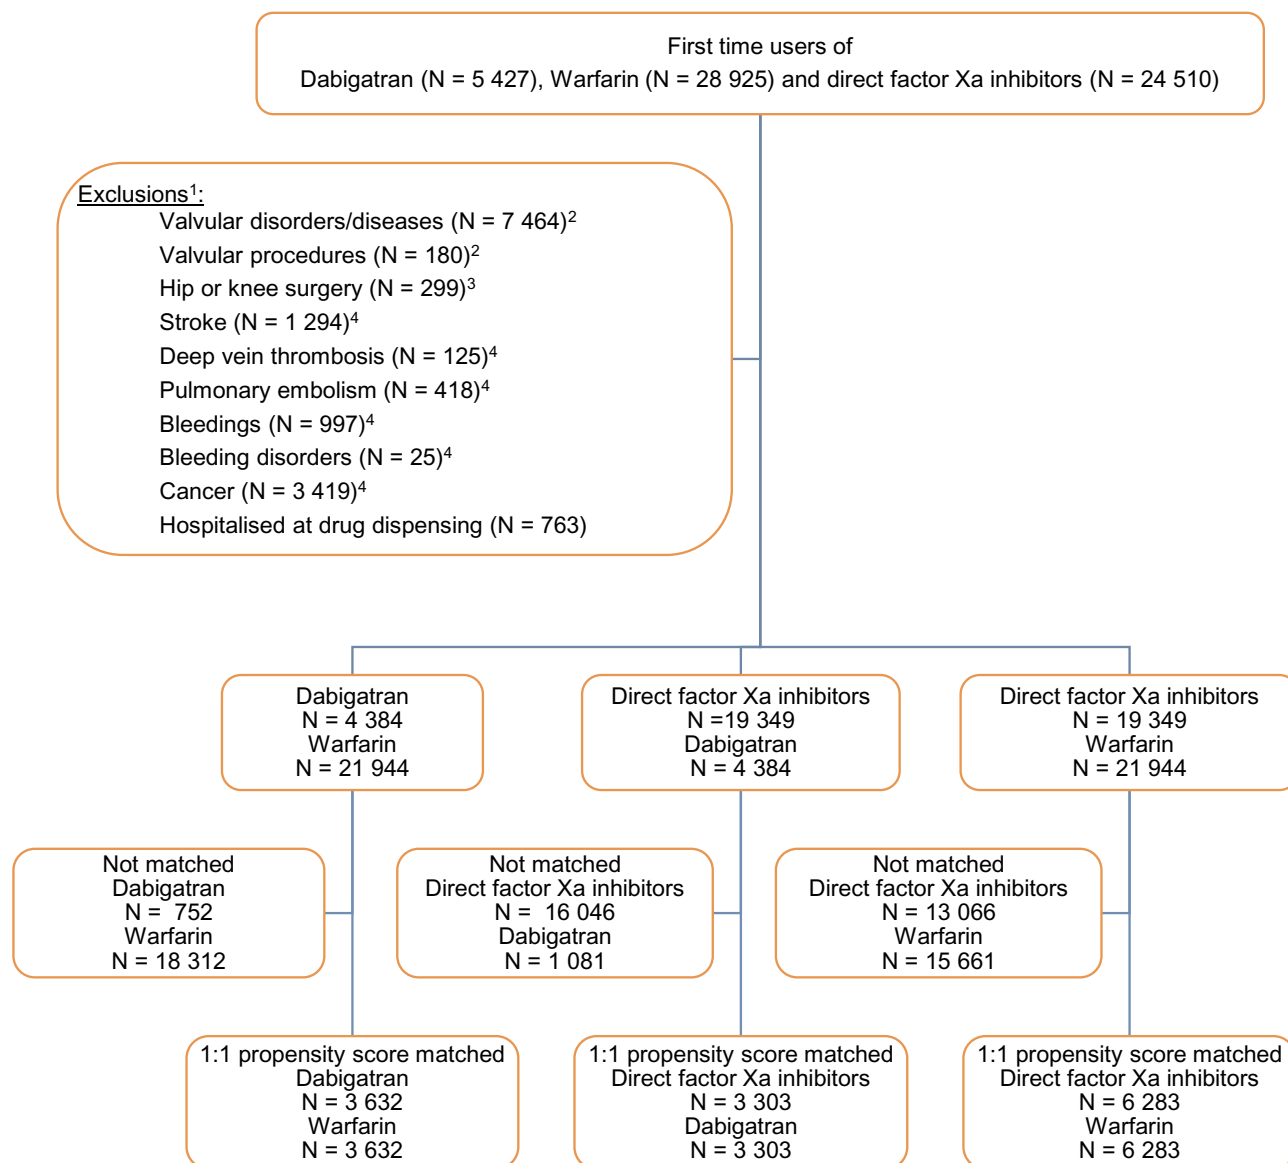 First time users of
Dabigatran (N = 5 427), Warfarin (N = 28 925) and direct factor Xa inhibitors (N = 24 510)
Exclusions¹:
Valvular disorders/diseases (N = 7 464)²
Valvular procedures (N = 180)²
Hip or knee surgery (N = 299)³
Stroke (N = 1 294)⁴
Deep vein thrombosis (N = 125)⁴
Pulmonary embolism (N = 418)⁴
Bleedings (N = 997)⁴
Bleeding disorders (N = 25)⁴
Cancer (N = 3 419)⁴
Hospitalised at drug dispensing (N = 763)
Dabigatran
N = 4 384
Warfarin
N = 21 944
Direct factor Xa inhibitors
N =19 349
Dabigatran
N = 4 384
Direct factor Xa inhibitors
N = 19 349
Warfarin
N = 21 944
Not matched
Dabigatran
N =  752
Warfarin
N = 18 312
Not matched
Direct factor Xa inhibitors
N =  16 046
Dabigatran
N = 1 081
Not matched
Direct factor Xa inhibitors
N = 13 066
Warfarin
N = 15 661
1:1 propensity score matched
Dabigatran
N = 3 632
Warfarin
N = 3 632
1:1 propensity score matched
Direct factor Xa inhibitors
N = 3 303
Dabigatran
N = 3 303
1:1 propensity score matched
Direct factor Xa inhibitors
N = 6 283
Warfarin
N = 6 283